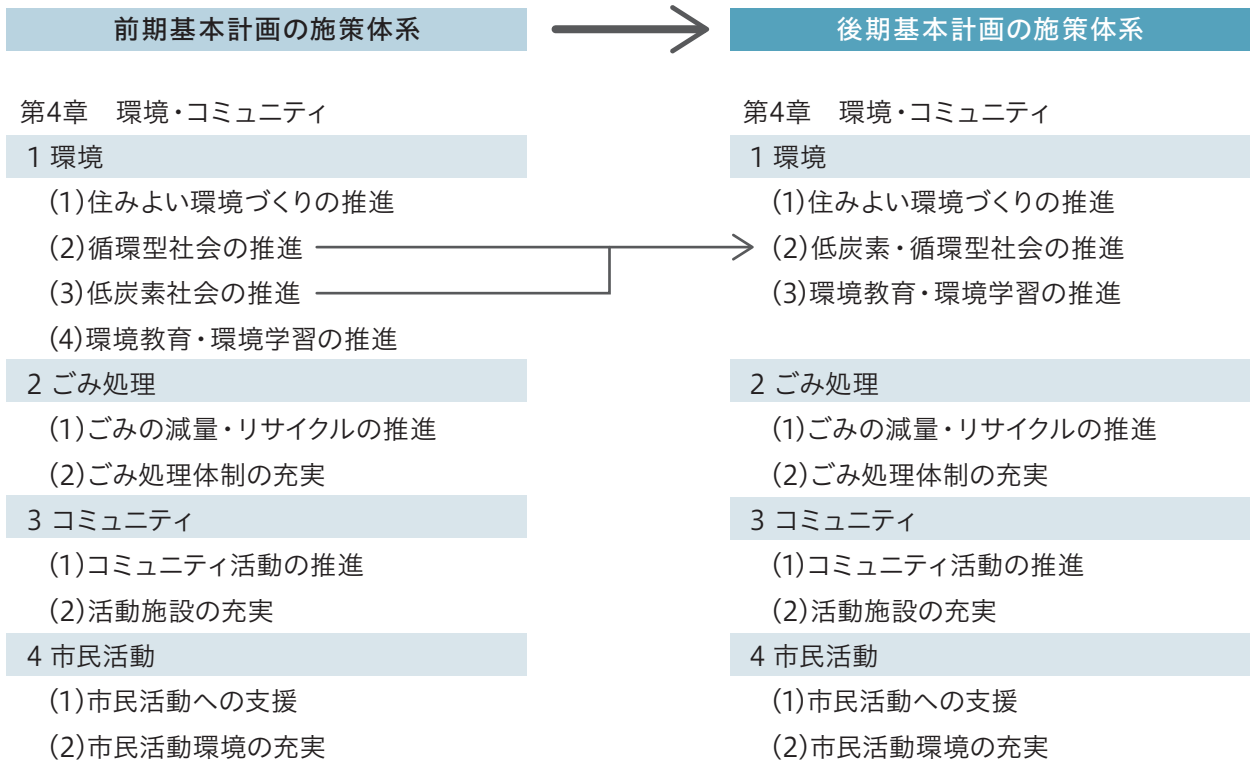 前期基本計画の施策体系
第4章　環境・コミュニティ
1 環境
(1)住みよい環境づくりの推進
(2)循環型社会の推進
(3)低炭素社会の推進
(4)環境教育・環境学習の推進
2 ごみ処理
(1)ごみの減量・リサイクルの推進
(2)ごみ処理体制の充実
3 コミュニティ
(1)コミュニティ活動の推進
(2)活動施設の充実
4 市民活動
(1)市民活動への支援
(2)市民活動環境の充実
後期基本計画の施策体系
第4章　環境・コミュニティ
1 環境
(1)住みよい環境づくりの推進
(2)低炭素・循環型社会の推進
(3)環境教育・環境学習の推進
2 ごみ処理
(1)ごみの減量・リサイクルの推進
(2)ごみ処理体制の充実
3 コミュニティ
(1)コミュニティ活動の推進
(2)活動施設の充実
4 市民活動
(1)市民活動への支援
(2)市民活動環境の充実